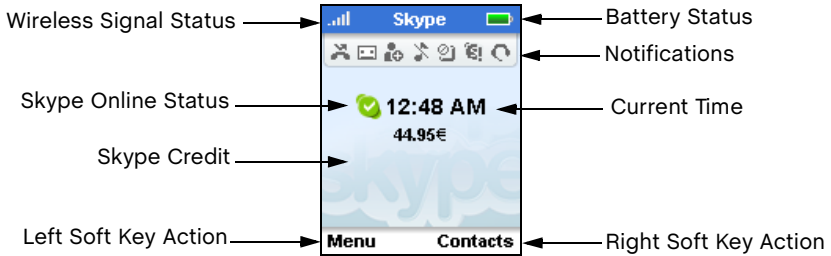 Wireless Signal Status
Skype
Battery Status
Notifications
Skype Online Status
12:48 AM
Current Time
44.95€
Skype Credit
skype
Left Soft Key Action
Menu
Contacts
Right Soft Key Action